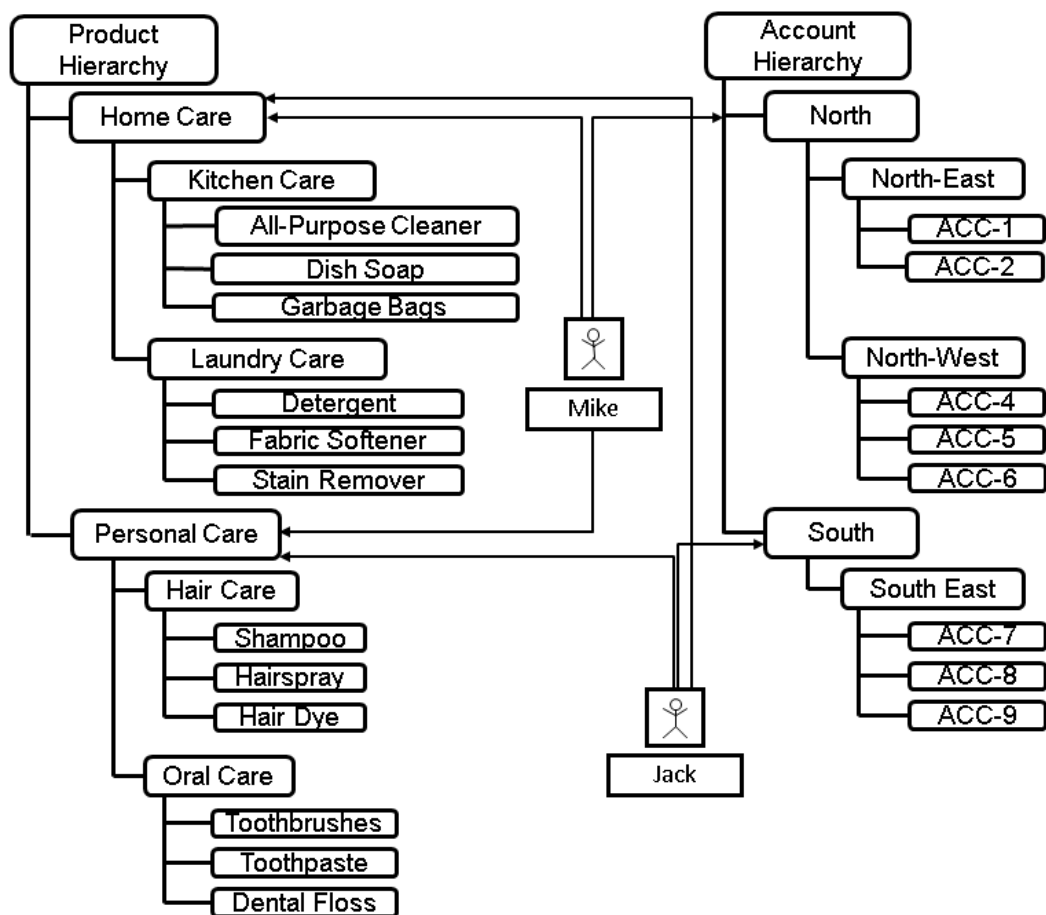 Product
Hierarchy
Home Care
Kitchen Care
All-Purpose Cleaner
Dish Soap
Garbage Bags
Laundry Care
Detergent
Fabric Softener
Stain Remover
Personal Care
Hair Care
Shampoo
Hairspray
Hair Dye
Oral Care
Toothbrushes
Toothpaste
Dental Floss
Mike
Jack
Account
Hierarchy
North
North-East
ACC-1
ACC-2
North-West
ACC-4
ACC-5
ACC-6
South
South East
ACC-7
ACC-8
ACC-9